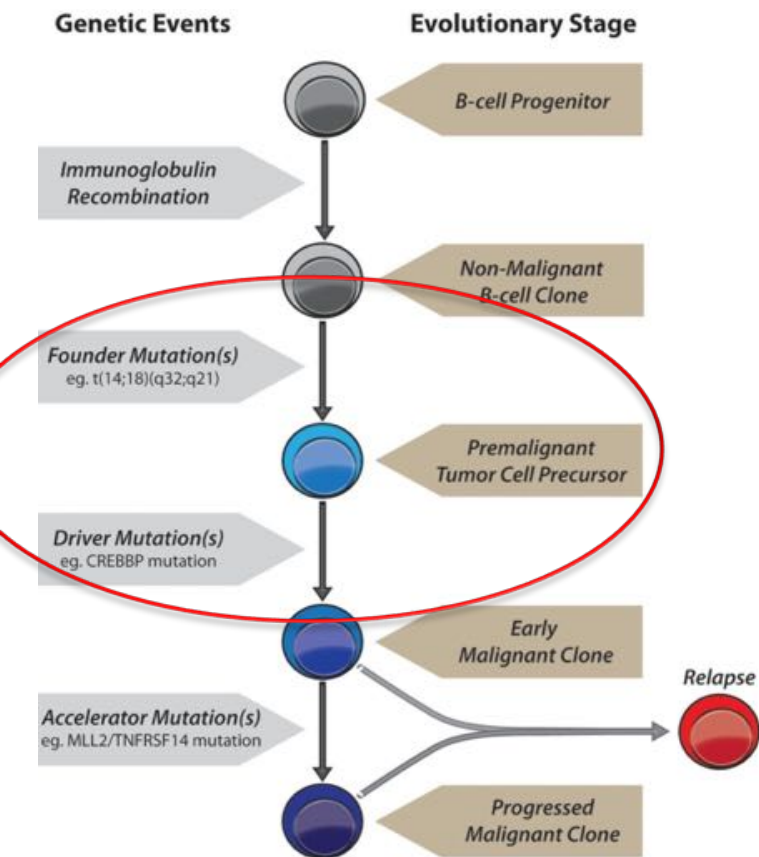 Genetic Events
Evolutionary Stage
B-cell Progenitor
Immunoglobulin
Recombination
Non-Malignant
B-cell Clone
Founder Mutation(s)
eg. t(14;18)(q32;q21)
Premalignant
Tumor Cell Precursor
Driver Mutation(s)
eg. CREBBP mutation
Early
Malignant Clone
Relapse
Accelerator Mutation(s)
eg. MLL2/TNFRSF14 mutation
Progressed
Malignant Clone